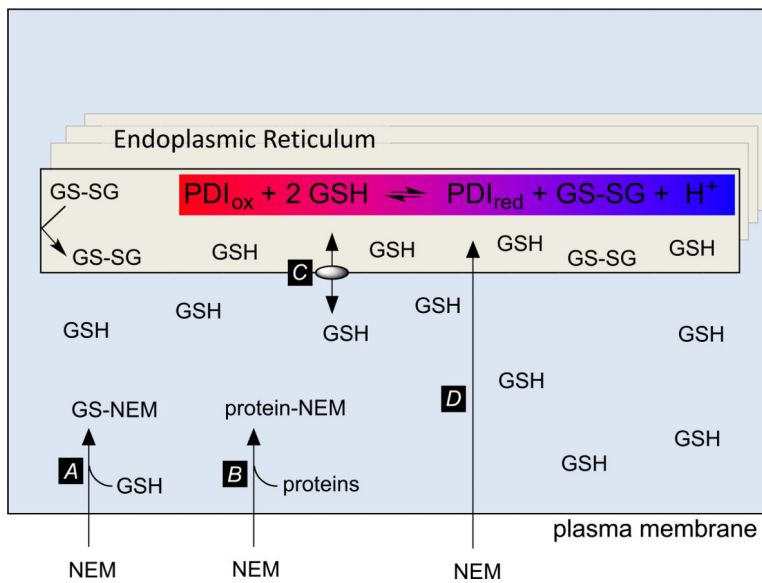 Endoplasmic Reticulum
GS-SG
PDIox + 2 GSH ⇌ PDIred + GS-SG + H+
GS-SG
GSH
GSH
GSH
GS-SG
GSH
C
GSH
GSH
GSH
GSH
GSH
D
GSH
GS-NEM
protein-NEM
GSH
A
GSH
B
proteins
GSH
plasma membrane
NEM
NEM
NEM